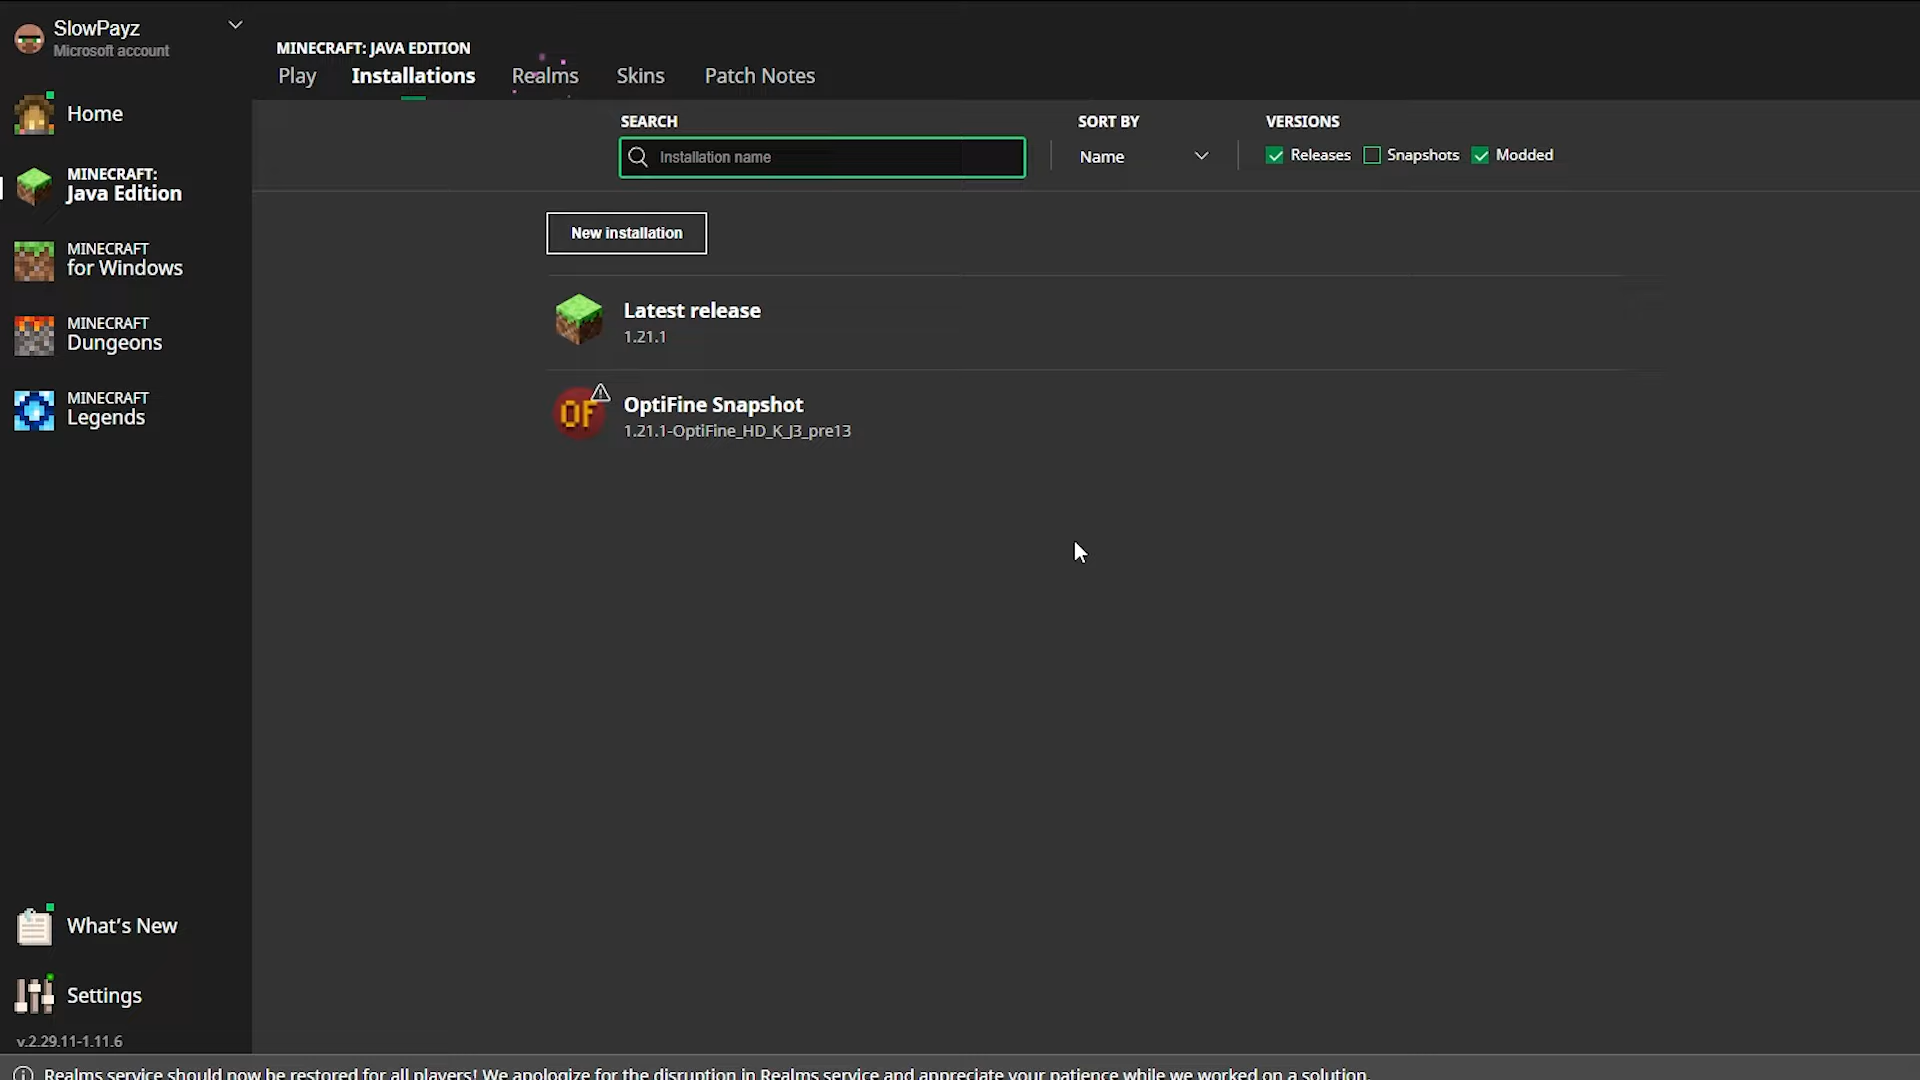 SlowPayz
Microsoft account
Home
MINECRAFT:
Java Edition
MINECRAFT
for Windows
MINECRAFT
Dungeons
MINECRAFT
Legends
What's New
Settings
v.2.29.11-1.11.6
MINECRAFT: JAVA EDITION
Play Installations Realms Skins Patch Notes
SEARCH SORT BY VERSIONS
Installation name Name Releases Snapshots Modded
New installation
Latest release
1.21.1
OF
OptiFine Snapshot
1.21.1-OptiFine_HD_K_J3_pre13
Realms service should now be restored for all players! We apologize for the disruption in Realms service and appreciate your patience while we worked on a solution.